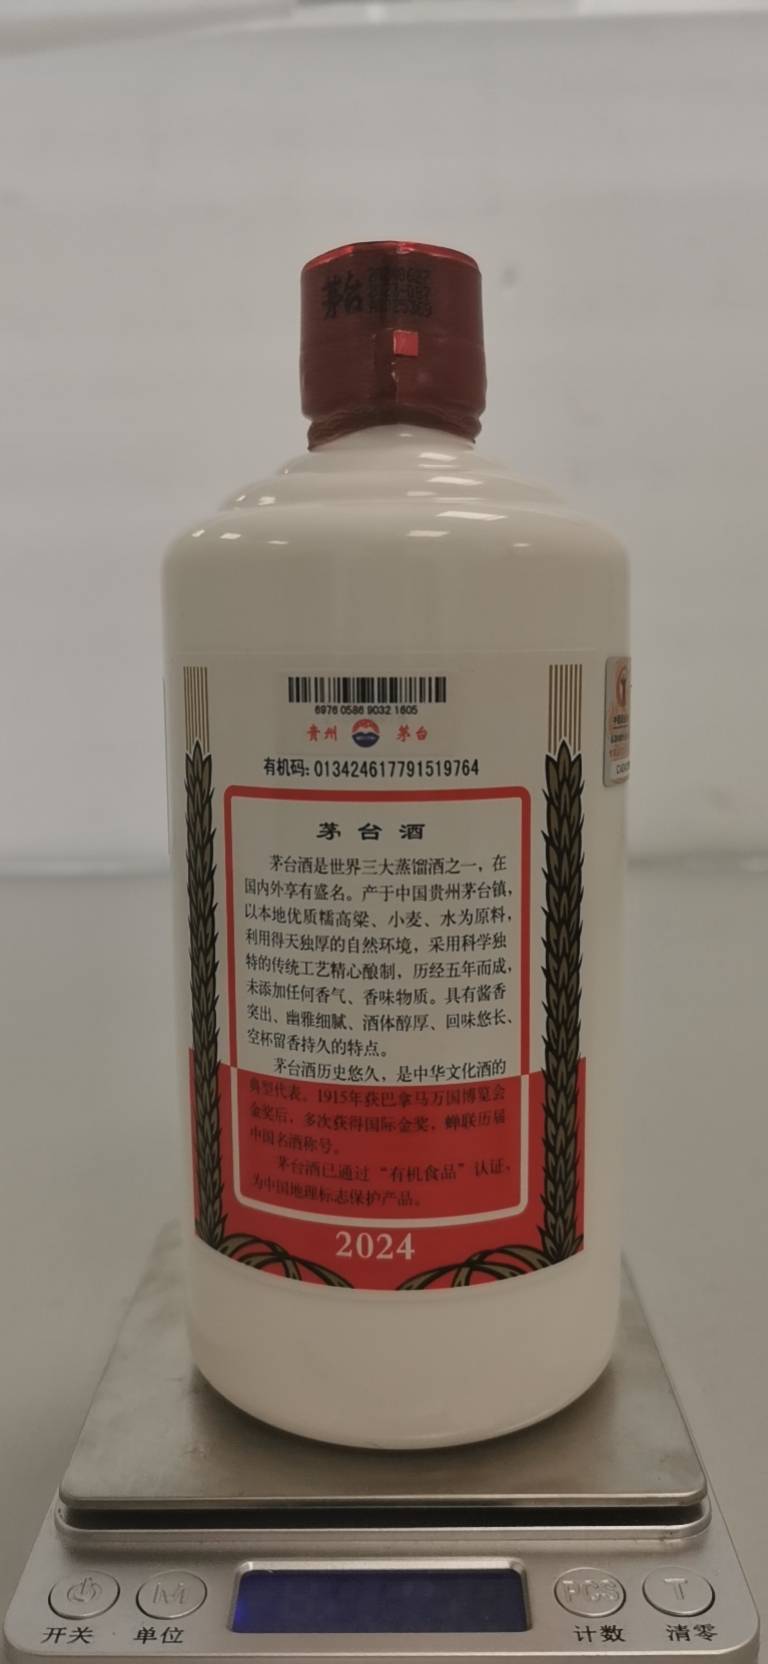 茅台
6976 0586 9032 1605
贵州 茅台
有机码: 013424617791519764
茅台酒
茅台酒是世界三大蒸馏酒之一，在
国内外享有盛名。产于中国贵州茅台镇，
以本地优质糯高粱、小麦、水为原料，
利用得天独厚的自然环境，采用科学独
特的传统工艺精心酿制，历经五年而成，
未添加任何香气、香味物质。具有酱香
突出、幽雅细腻、酒体醇厚、回味悠长、
空杯留香持久的特点。
茅台酒历史悠久，是中华文化酒的
典型代表。1915年获巴拿马万国博览会
金奖后，多次获得国际金奖，蝉联历届
中国名酒称号。
茅台酒已通过“有机食品”认证，
为中国地理标志保护产品。
2024
M PCS T
开关 单位 计数 清零